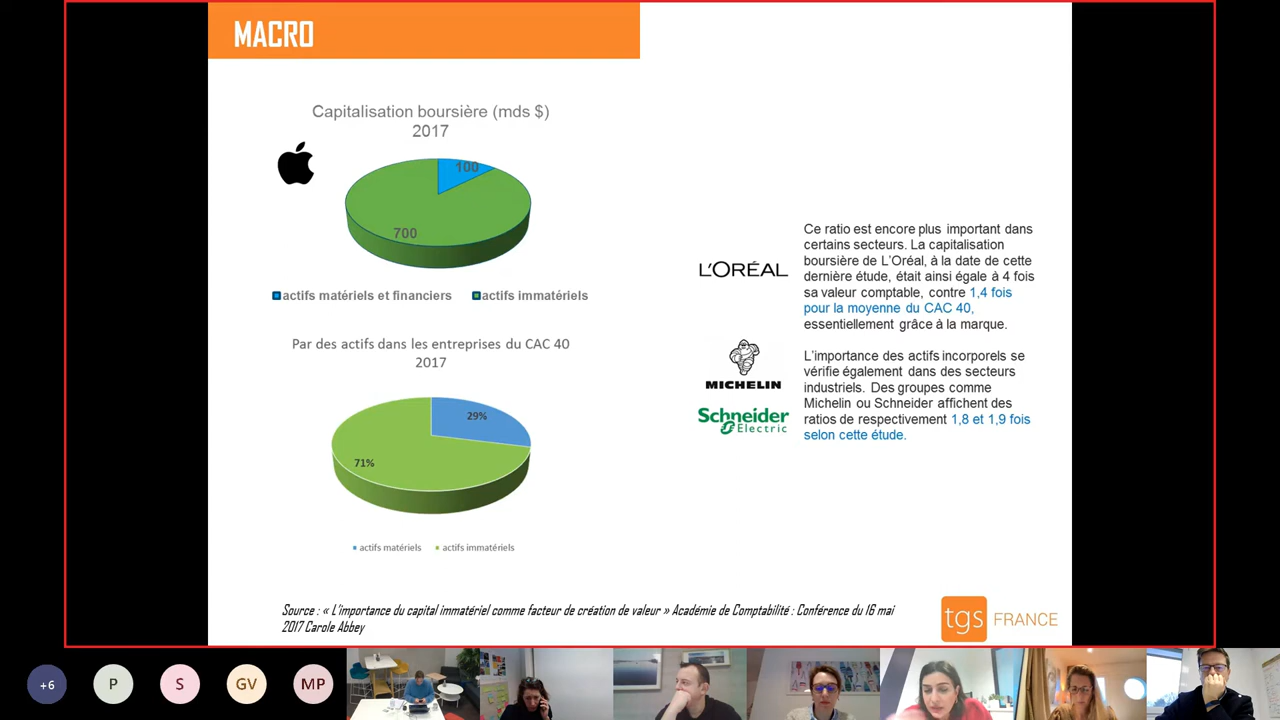 MACRO
Capitalisation boursière (mds $)
2017
100
700
actifs matériels et financiers
actifs immatériels
Par des actifs dans les entreprises du CAC 40
2017
29%
71%
actifs matériels
actifs immatériels
L'ORÉAL
Ce ratio est encore plus important dans
certains secteurs. La capitalisation
boursière de L'Oréal, à la date de cette
dernière étude, était ainsi égale à 4 fois
sa valeur comptable, contre 1,4 fois
pour la moyenne du CAC 40,
essentiellement grâce à la marque.
MICHELIN
Schneider
Electric
L'importance des actifs incorporels se
vérifie également dans des secteurs
industriels. Des groupes comme
Michelin ou Schneider affichent des
ratios de respectivement 1,8 et 1,9 fois
selon cette étude.
Source : « L'importance du capital immatériel comme facteur de création de valeur » Académie de Comptabilité : Conférence du 16 mai
2017 Carole Abbey
tgs FRANCE
+6
P
S
GV
MP